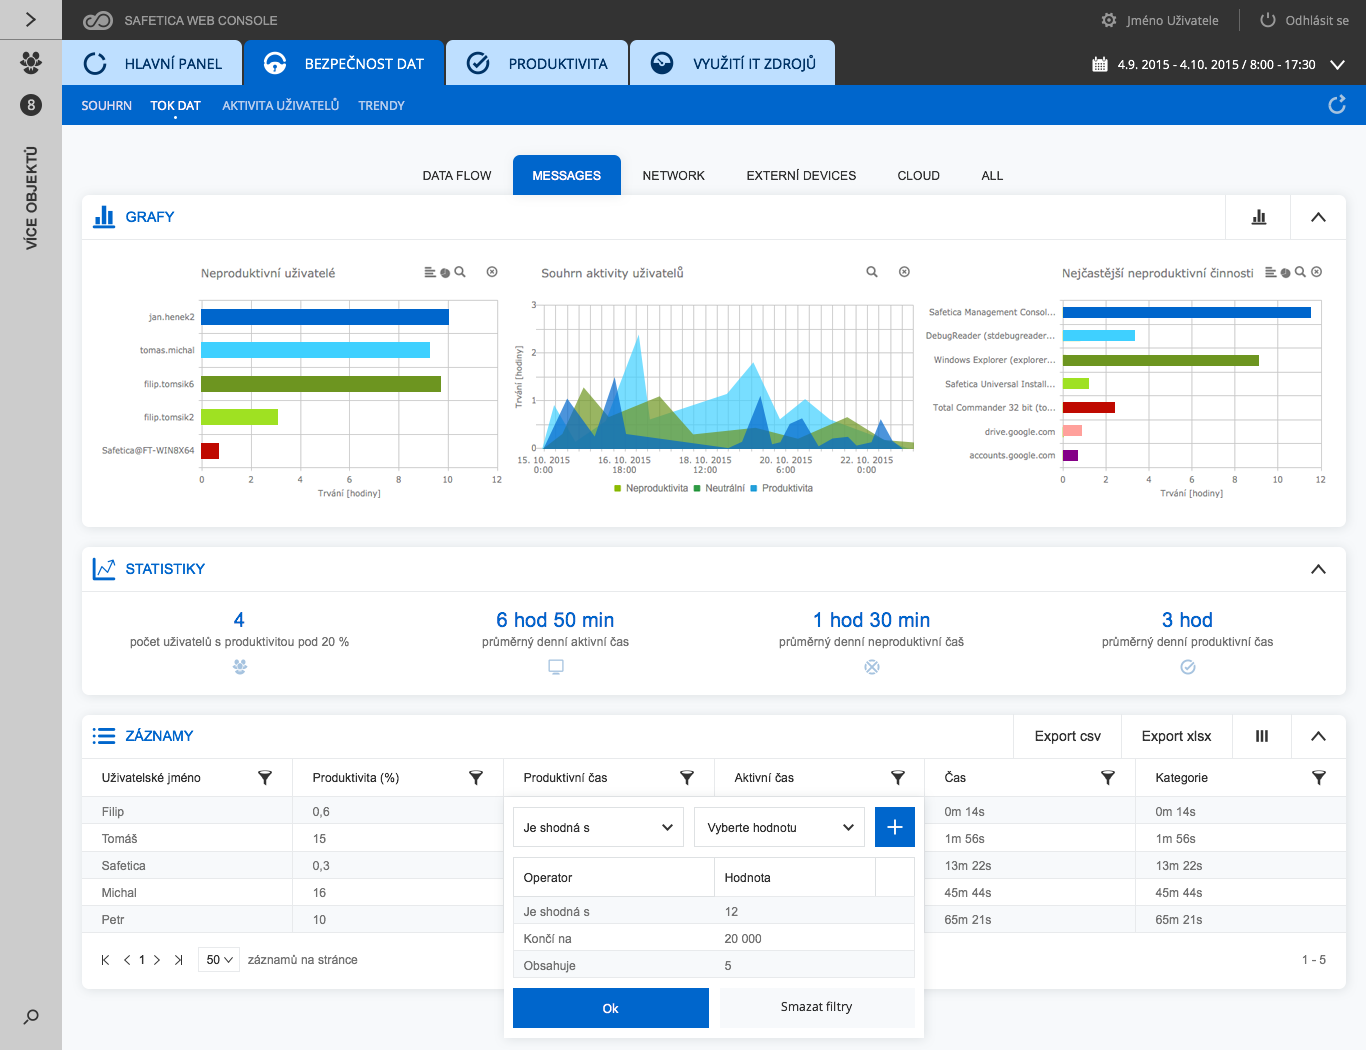 SAFETICA WEB CONSOLE
Jméno Uživatele
Odhlásit se
HLAVNÍ PANEL
BEZPEČNOST DAT
PRODUKTIVITA
VYUŽITÍ IT ZDROJŮ
4.9. 2015 - 4.10. 2015 / 8:00 - 17:30
8
VÍCE OBJEKTŮ
SOUHRN
TOK DAT
AKTIVITA UŽIVATELŮ
TRENDY
DATA FLOW
MESSAGES
NETWORK
EXTERNÍ DEVICES
CLOUD
ALL
GRAFY
Neproduktivní uživatelé
jan.henek2
tomas.michal
filip.tomsik6
filip.tomsik2
Safetica@FT-WIN8X64
0 2 4 6 8 10 12
Trvání [hodiny]
Souhrn aktivity uživatelů
Trvání [hodiny]
3
2
1
0
15. 10. 2015 16. 10. 2015 18. 10. 2015 20. 10. 2015 22. 10. 2015
0:00 18:00 12:00 6:00 0:00
Neproduktivita Neutrální Produktivita
Nejčastější neproduktivní činnosti
Safetica Management Consol...
DebugReader (stdebugreader...
Windows Explorer (explorer...
Safetica Universal Install...
Total Commander 32 bit (to...
drive.google.com
accounts.google.com
0 2 4 6 8 10 12
Trvání [hodiny]
STATISTIKY
4
počet uživatelů s produktivitou pod 20 %
6 hod 50 min
průměrný denní aktivní čas
1 hod 30 min
průměrný denní neproduktivní čaš
3 hod
průměrný denní produktivní čas
ZÁZNAMY
Export csv
Export xlsx
Uživatelské jméno Produktivita (%) Produktivní čas Aktivní čas Čas Kategorie
Filip 0,6 0m 14s 0m 14s
Tomáš 15 1m 56s 1m 56s
Safetica 0,3 13m 22s 13m 22s
Michal 16 45m 44s 45m 44s
Petr 10 65m 21s 65m 21s
Je shodná s
Vyberte hodnotu
Operator Hodnota
Je shodná s 12
Končí na 20 000
Obsahuje 5
Ok
Smazat filtry
1
50
záznamů na stránce
1 - 5